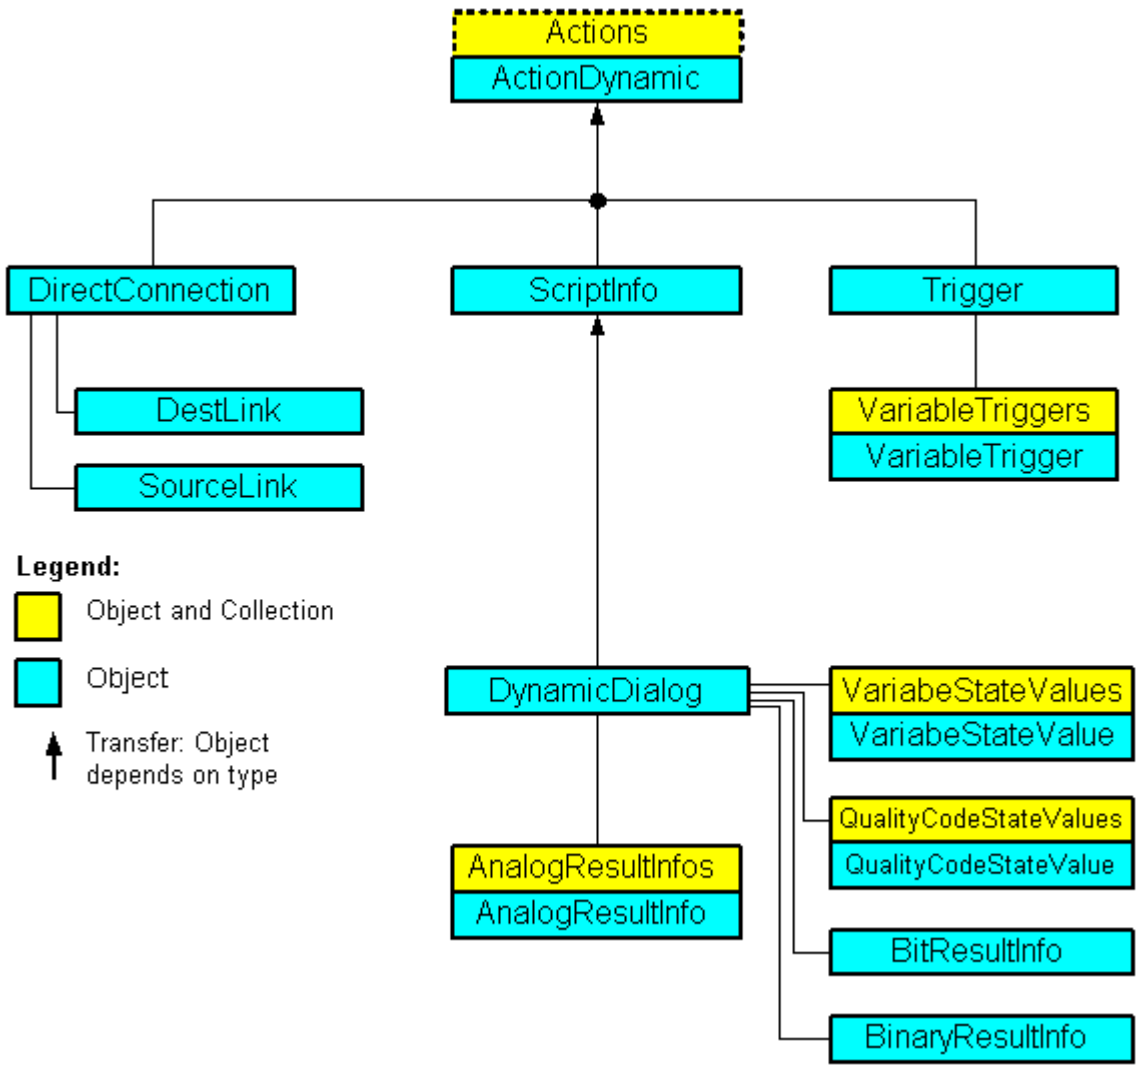 Actions
ActionDynamic
DirectConnection
ScriptInfo
Trigger
DestLink
SourceLink
VariableTriggers
VariableTrigger
Legend:
Object and Collection
Object
Transfer: Object
depends on type
DynamicDialog
VariabeStateValues
VariabeStateValue
QualityCodeStateValues
QualityCodeStateValue
AnalogResultInfos
AnalogResultInfo
BitResultInfo
BinaryResultInfo